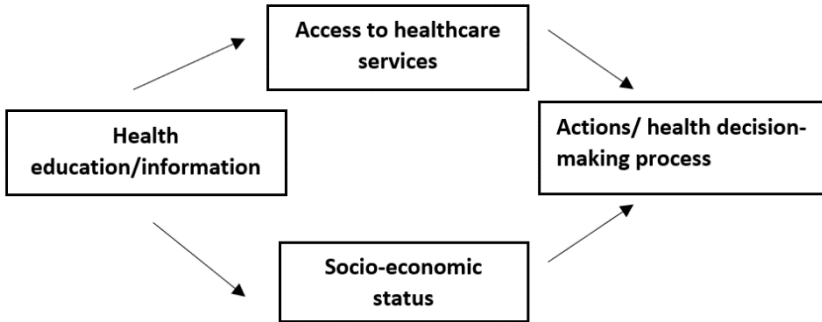 Access to healthcare
services
Health
education/information
Actions/ health decision-
making process
Socio-economic
status